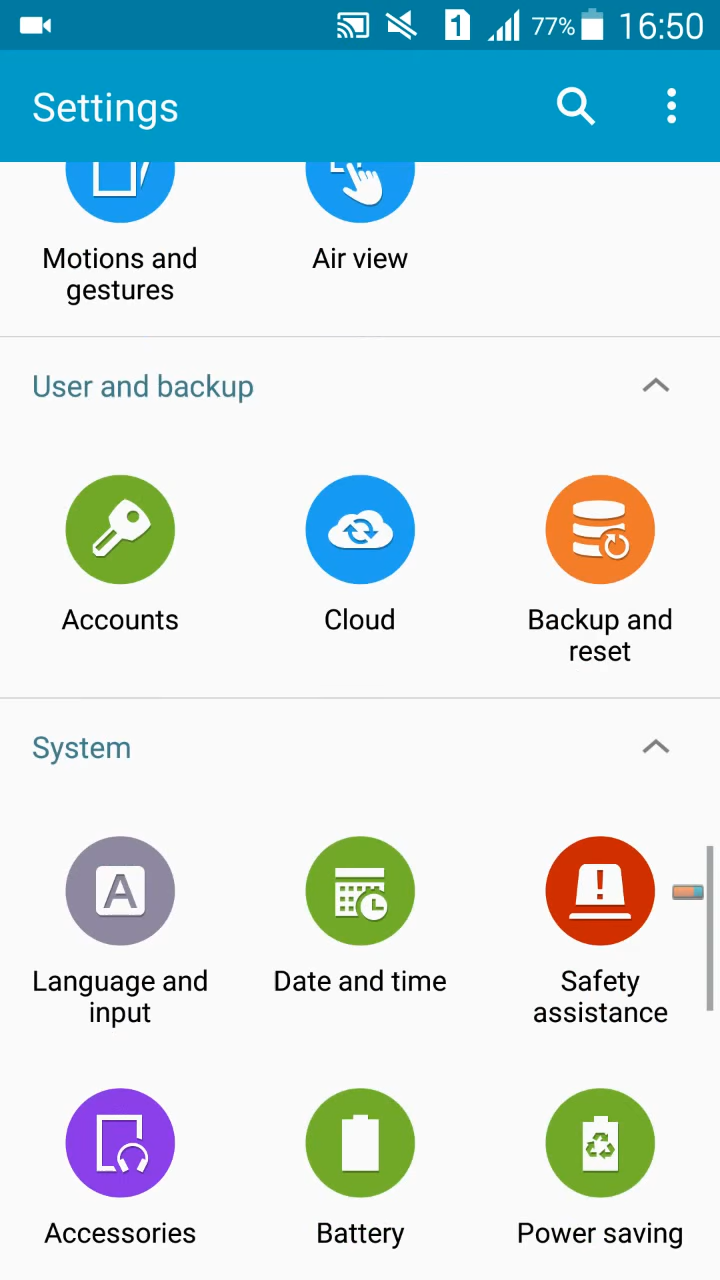 1 77% 16:50
Settings
Motions and gestures
Air view
User and backup
Accounts
Cloud
Backup and reset
System
A
Language and input
Date and time
!
Safety assistance
Accessories
Battery
Power saving